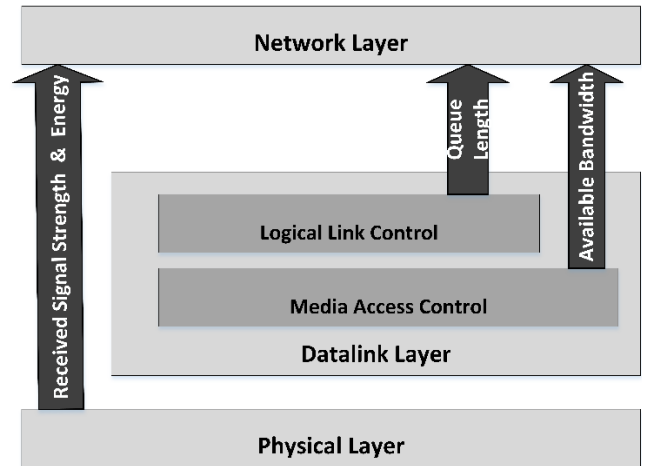 Network Layer
Received Signal Strength & Energy
Queue
Length
Available Bandwidth
Logical Link Control
Media Access Control
Datalink Layer
Physical Layer